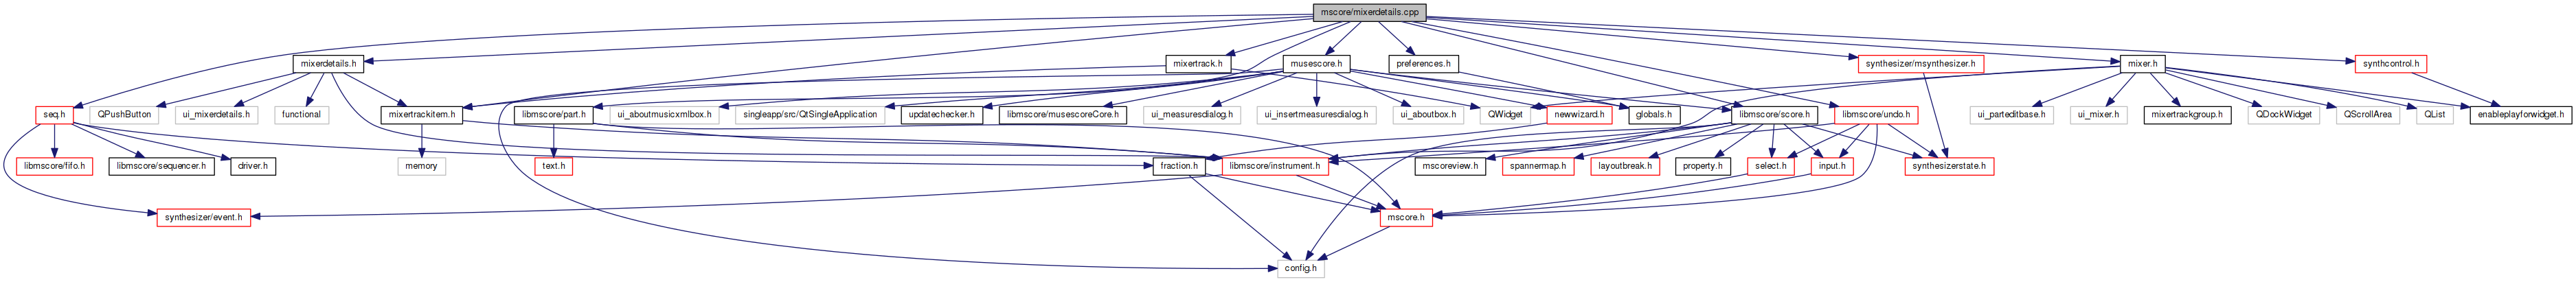 mscore/mixerdetails.cpp
mixerdetails.h
mixertrack.h
musescore.h
preferences.h
synthesizer/msynthesizer.h
mixer.h
synthcontrol.h
seq.h
QPushButton
ui_mixerdetails.h
functional
mixertrackitem.h
libmscore/part.h
ui_aboutmusicxmlbox.h
singleapp/src/QtSingleApplication
updatechecker.h
libmscore/musescoreCore.h
ui_measuresdialog.h
ui_insertmeasuresdialog.h
ui_aboutbox.h
QWidget
newwizard.h
globals.h
libmscore/score.h
libmscore/undo.h
ui_parteditbase.h
ui_mixer.h
mixertrackgroup.h
QDockWidget
QScrollArea
QList
enableplayforwidget.h
libmscore/fifo.h
libmscore/sequencer.h
driver.h
memory
text.h
fraction.h
libmscore/instrument.h
mscoreview.h
spannermap.h
layoutbreak.h
property.h
select.h
input.h
synthesizerstate.h
synthesizer/event.h
mscore.h
config.h